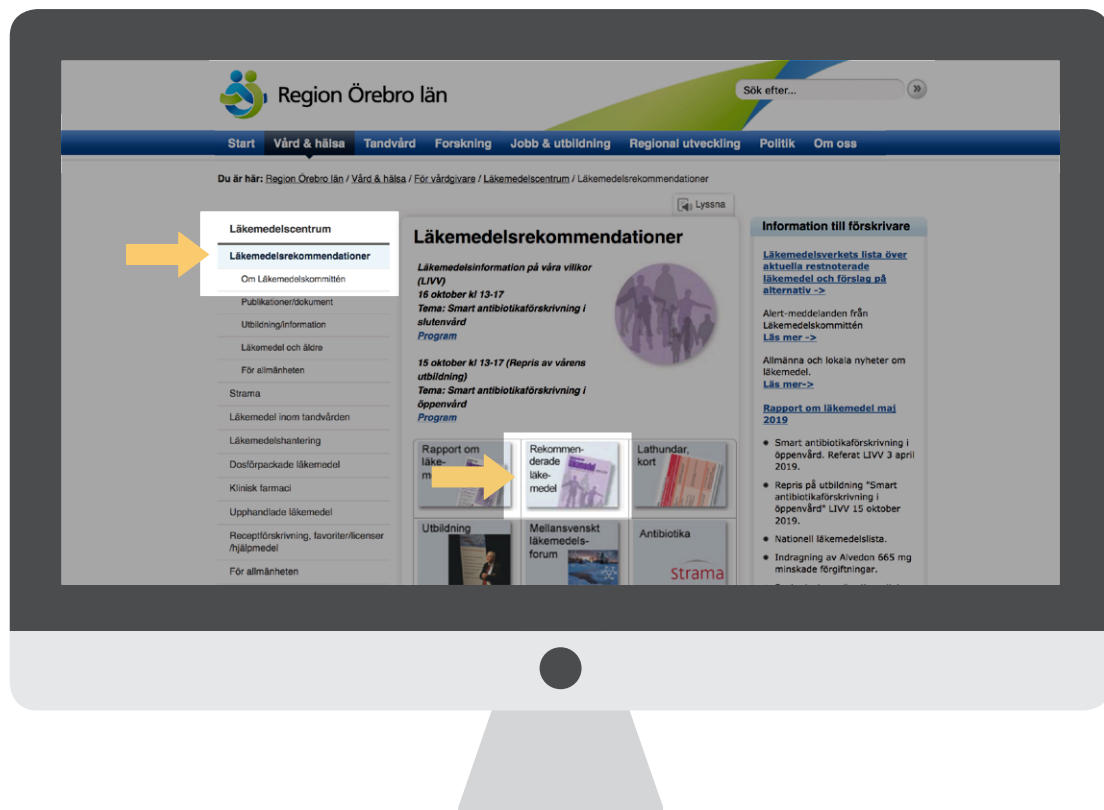 Region Örebro län
Sök efter...
Start Vård & hälsa Tandvård Forskning Jobb & utbildning Regional utveckling Politik Om oss
Du är här: Region Örebro län / Vård & hälsa / För vårdgivare / Läkemedelscentrum / Läkemedelsrekommendationer
Lyssna
Läkemedelscentrum
Läkemedelsrekommendationer
Om Läkemedelskommittén
Publikationer/dokument
Utbildning/information
Läkemedel och äldre
För allmänheten
Strama
Läkemedel inom tandvården
Läkemedelshantering
Dosförpackade läkemedel
Klinisk farmaci
Upphandlade läkemedel
Receptförskrivning, favoriter/licenser
/hjälpmedel
För allmänheten
Läkemedelsrekommendationer
Läkemedelsinformation på våra villkor
(LIVV)
16 oktober kl 13-17
Tema: Smart antibiotikaförskrivning i
slutenvård
Program
15 oktober kl 13-17 (Repris av vårens
utbildning)
Tema: Smart antibiotikaförskrivning i
öppenvård
Program
Rapport om
läke-
Rekommen-
derade
läke-
medel
Lathundar,
kort
Utbildning
Mellansvenskt
läkemedels-
forum
Antibiotika
Strama
Information till förskrivare
Läkemedelsverkets lista över
aktuella restnoterade
läkemedel och förslag på
alternativ ->
Alert-meddelanden från
Läkemedelskommittén
Läs mer ->
Allmänna och lokala nyheter om
läkemedel.
Läs mer->
Rapport om läkemedel maj
2019
Smart antibiotikaförskrivning i
öppenvård. Referat LIVV 3 april
2019.
Repris på utbildning "Smart
antibiotikaförskrivning i
öppenvård" LIVV 15 oktober
2019.
Nationell läkemedelslista.
Indragning av Alvedon 665 mg
minskade förgiftningar.